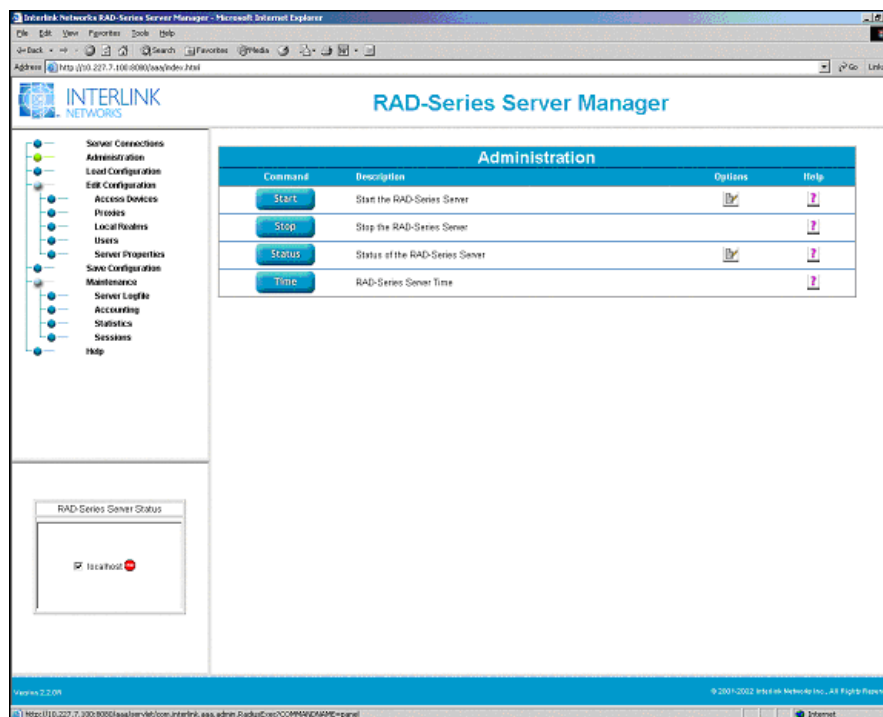 Interlink Networks RAD-Series Server Manager - Microsoft Internet Explorer
File Edit View Favorites Tools Help
Back Search Favorites Media
Address http://10.227.7.100:8080/aaa/index.html Go Links
INTERLINK
NETWORKS
RAD-Series Server Manager
Server Connections
Administration
Load Configuration
Edit Configuration
Access Devices
Proxies
Local Realms
Users
Server Properties
Save Configuration
Maintenance
Server Logfile
Accounting
Statistics
Sessions
Help
Administration
Command Description Options Help
Start Start the RAD-Series Server ?
Stop Stop the RAD-Series Server ?
Status Status of the RAD-Series Server ?
Time RAD-Series Server Time ?
RAD-Series Server Status
localhost
© 2001-2002 Interlink Networks Inc., All Rights
http://10.227.7.100:8080/aaa/servlet/com.interlink.aaa.admin.RadiusExec?COMMANDNAME=panel
Internet